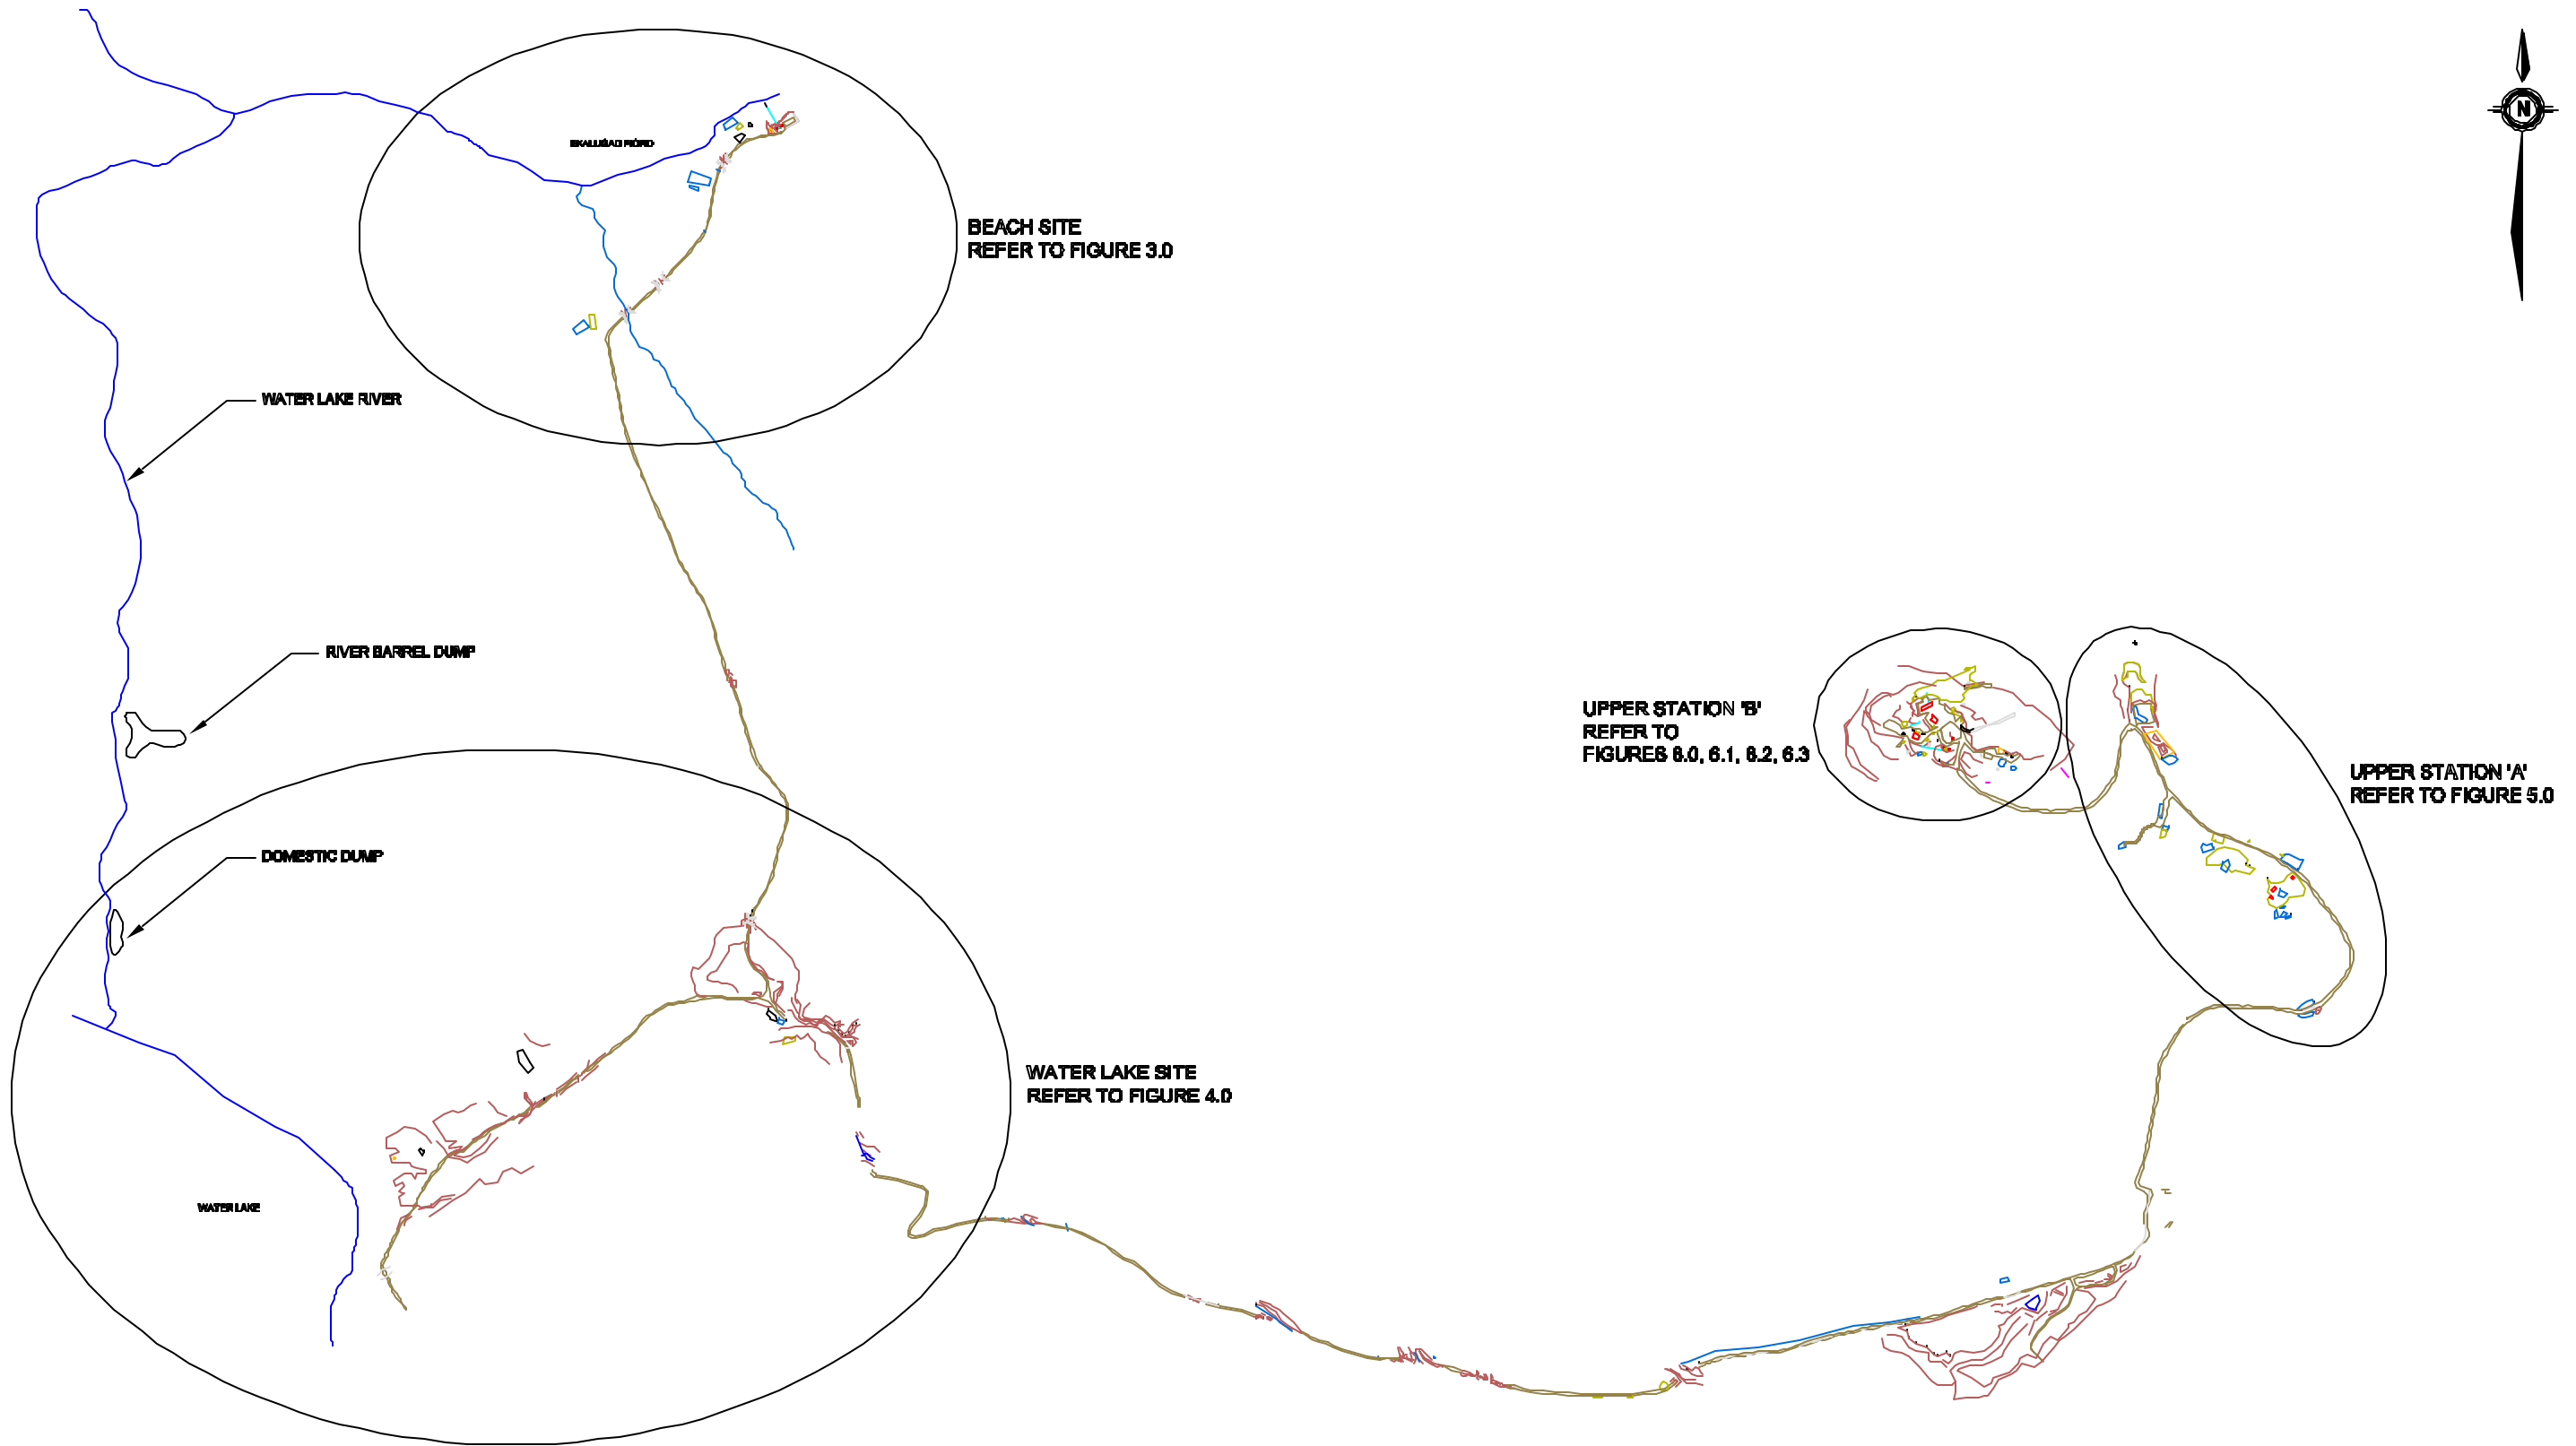 N
BEACH SITE
REFER TO FIGURE 3.0
WATER LAKE RIVER
RIVER BARREL DUMP
UPPER STATION 'B'
REFER TO
FIGURES 6.0, 6.1, 6.2, 6.3
UPPER STATION 'A'
REFER TO FIGURE 5.0
DOMESTIC DUMP
WATER LAKE SITE
REFER TO FIGURE 4.0
WATER LAKE